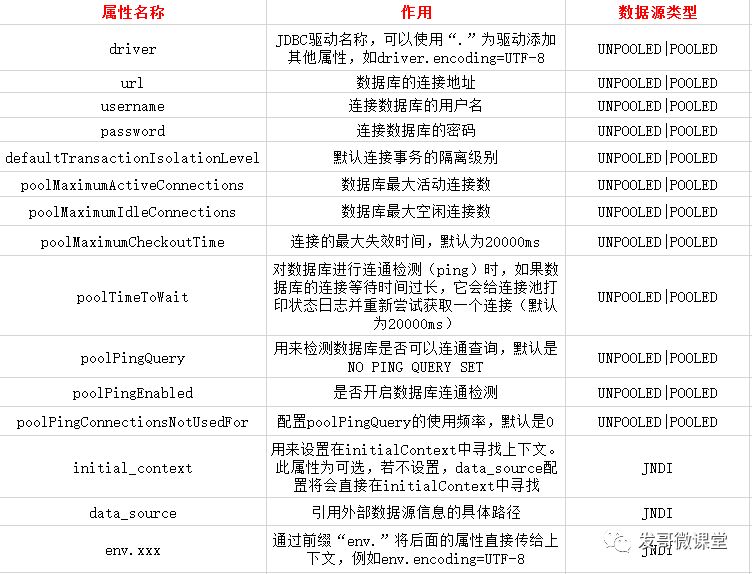 属性名称 作用 数据源类型
driver JDBC驱动名称，可以使用“.”为驱动添 UNPOOLED|POOLED
加其他属性，如driver.encoding=UTF-8
url 数据库的连接地址 UNPOOLED|POOLED
username 连接数据库的用户名 UNPOOLED|POOLED
password 连接数据库的密码 UNPOOLED|POOLED
defaultTransactionIsolationLevel 默认连接事务的隔离级别 UNPOOLED|POOLED
poolMaximumActiveConnections 数据库最大活动连接数 UNPOOLED|POOLED
poolMaximumIdleConnections 数据库最大空闲连接数 UNPOOLED|POOLED
poolMaximumCheckoutTime 连接的最大失效时间，默认为20000ms UNPOOLED|POOLED
对数据库进行连通检测（ping）时，如果
数据库的连接等待时间过长，它会给连接池打
poolTimeToWait 印状态日志并重新尝试获取一个连接（默认 UNPOOLED|POOLED
为20000ms）
poolPingQuery 用来检测数据库是否可以连通查询，默认是 UNPOOLED|POOLED
NO PING QUERY SET
poolPingEnabled 是否开启数据库连通检测 UNPOOLED|POOLED
poolPingConnectionsNotUsedFor 配置poolPingQuery的使用频率，默认是0 UNPOOLED|POOLED
用来设置在initialContext中寻找上下文。
initial_context 此属性为可选，若不设置，data_source配 JNDI
置将会直接在initialContext中寻找
data_source 引用外部数据源信息的具体路径 JNDI
env.xxx 通过前缀“env.”将后面的属性直接传给上 JNDI
下文，例如env.encoding=UTF-8
发哥微课堂